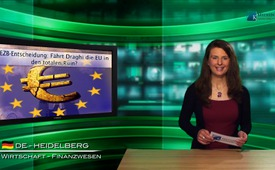 EZB-Entscheidung: Fährt Draghi die EU in
den totalen Ruin?
DE - HEIDELBERG
WIRTSCHAFT - FINANZWESEN